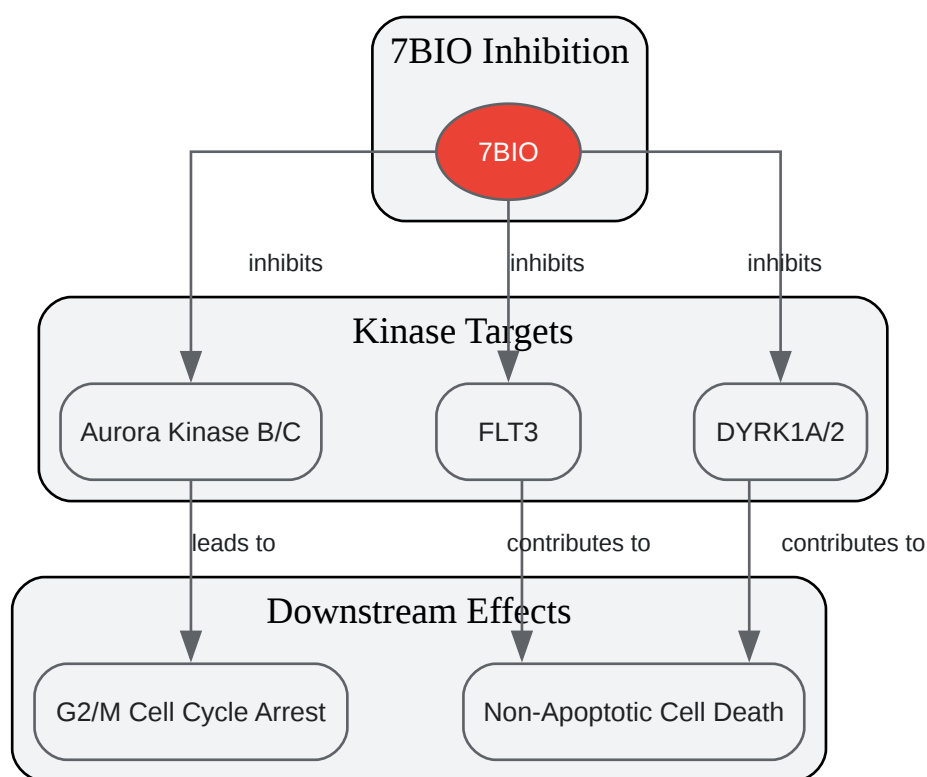 7BIO Inhibition
7BIO
inhibits
inhibits
inhibits
Kinase Targets
Aurora Kinase B/C
FLT3
DYRK1A/2
leads to
contributes to
contributes to
Downstream Effects
G2/M Cell Cycle Arrest
Non-Apoptotic Cell Death